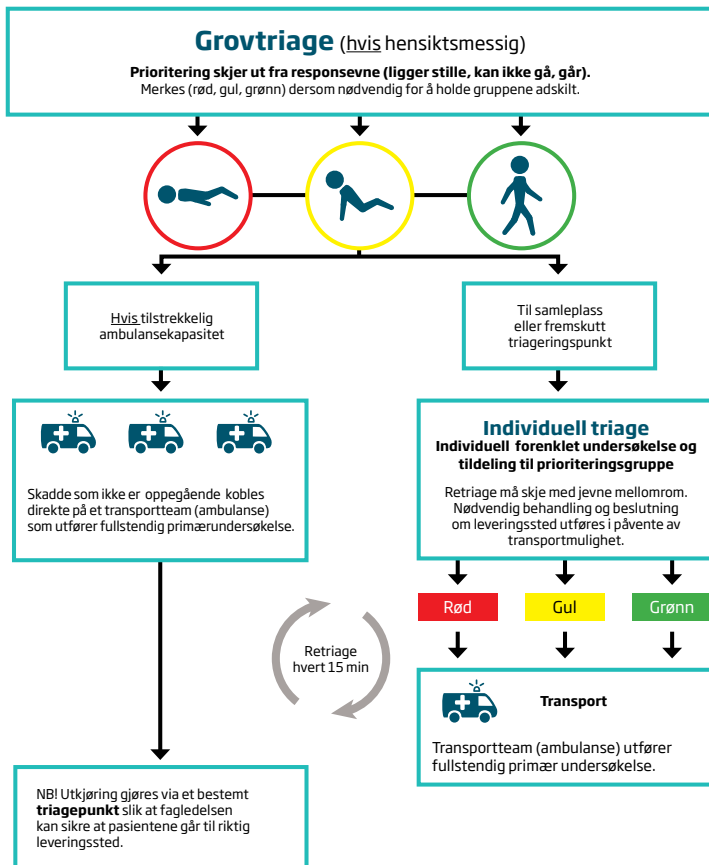 Grovtriage (hvis hensiktsmessig)
Prioritering skjer ut fra responsevne (ligger stille, kan ikke gå, går).
Merkes (rød, gul, grønn) dersom nødvendig for å holde gruppene adskilt.
Hvis tilstrekkelig
ambulansekapasitet
Til samleplass
eller fremskutt
triageringspunkt
Skadde som ikke er oppegående kobles
direkte på et transportteam (ambulanse)
som utfører fullstendig primærundersøkelse.
Individuell triage
Individuell forenklet undersøkelse og
tildeling til prioriteringsgruppe
Retriage må skje med jevne mellomrom.
Nødvendig behandling og beslutning
om leveringssted utføres i påvente av
transportmulighet.
Rød
Gul
Grønn
Retriage
hvert 15 min
Transport
Transportteam (ambulanse) utfører
fullstendig primær undersøkelse.
NB! Utkjøring gjøres via et bestemt
triagepunkt slik at fagledelsen
kan sikre at pasientene går til riktig
leveringssted.